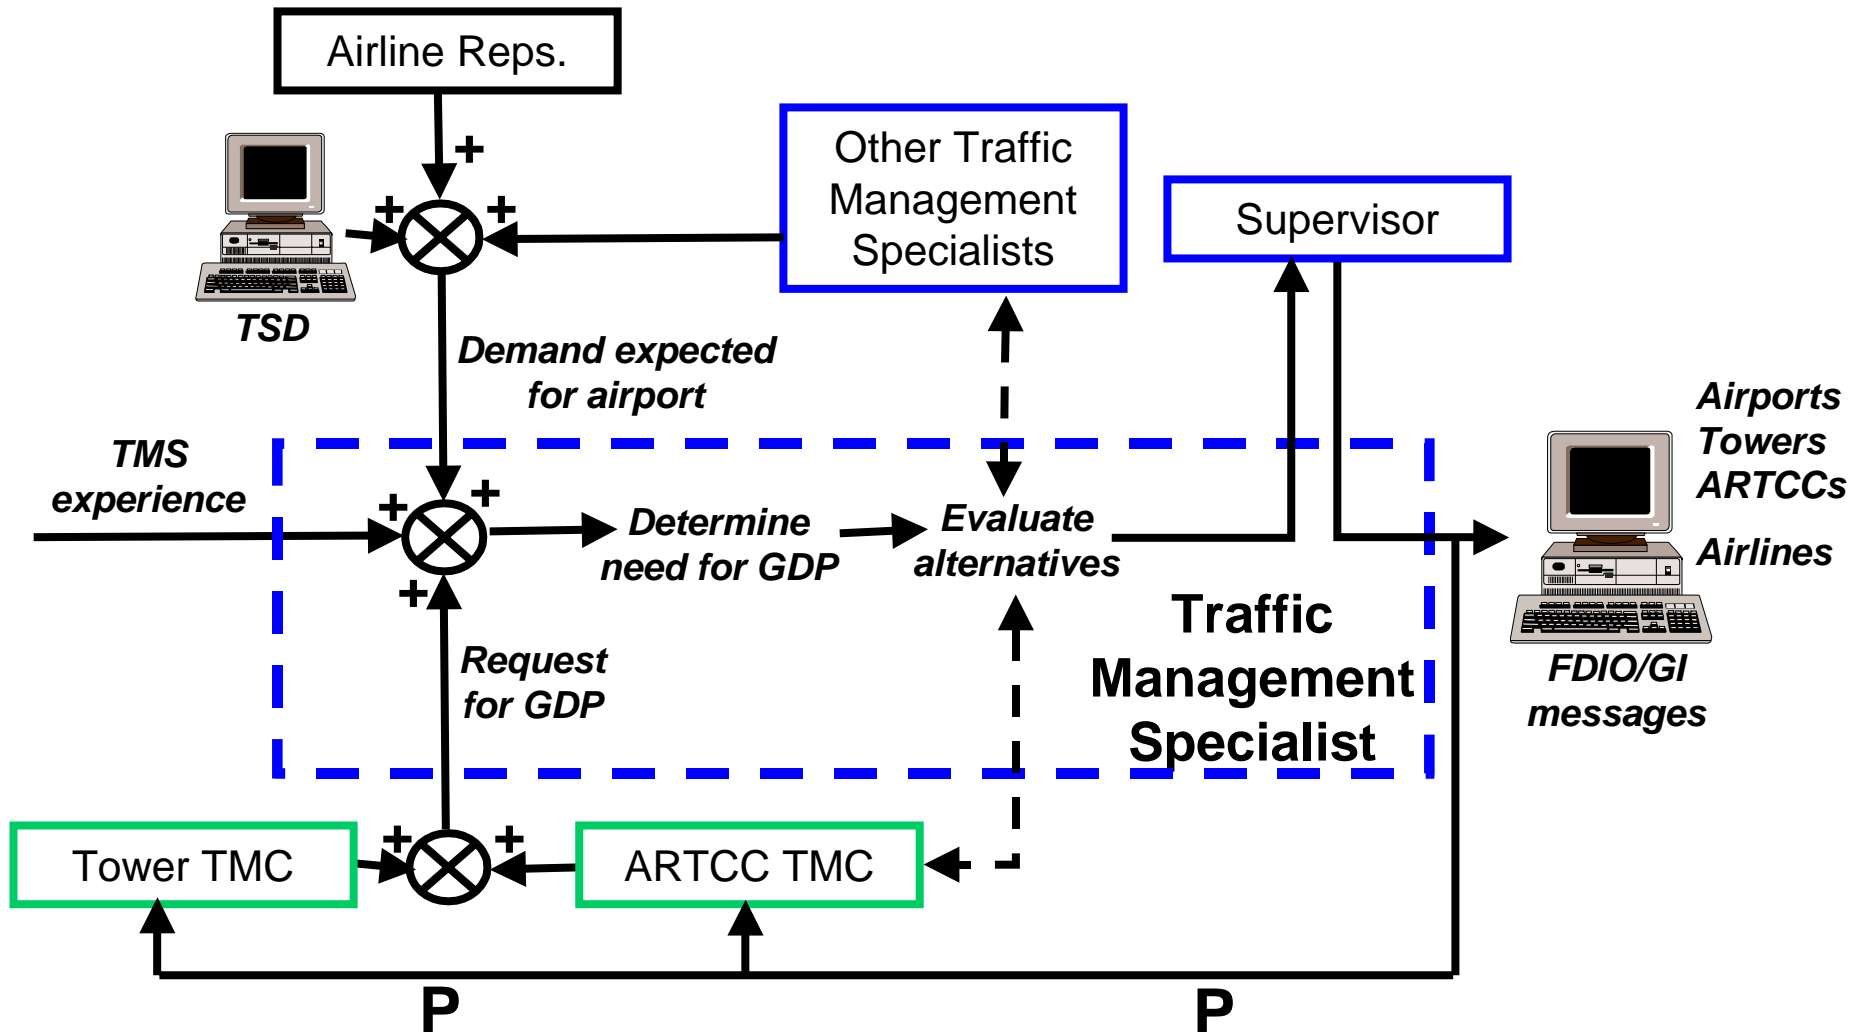 Airline Reps.
+
Other Traffic
Management
Specialists
Supervisor
+
+
TSD
Demand expected
for airport
Airports
Towers
ARTCCs
Airlines
TMS
experience
+
+
Determine
need for GDP
Evaluate
alternatives
+
Traffic
Management
Specialist
Request
for GDP
FDIO/GI
messages
Tower TMC
+
+
ARTCC TMC
P
P